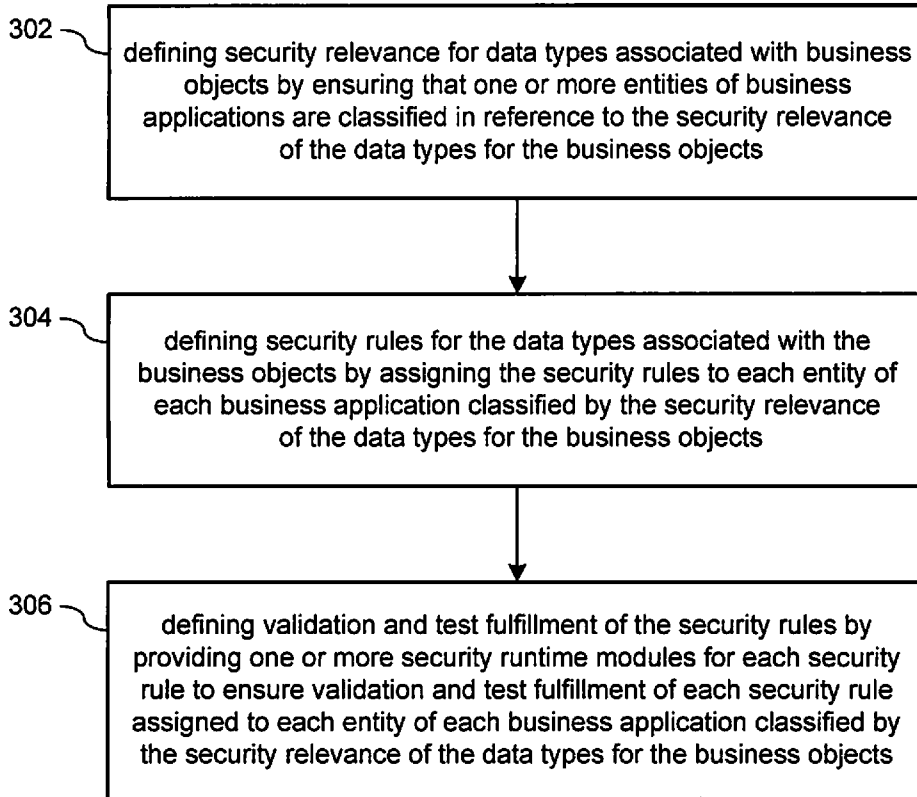 302
defining security relevance for data types associated with business
objects by ensuring that one or more entities of business
applications are classified in reference to the security relevance
of the data types for the business objects
304
defining security rules for the data types associated with the
business objects by assigning the security rules to each entity of
each business application classified by the security relevance
of the data types for the business objects
306
defining validation and test fulfillment of the security rules by
providing one or more security runtime modules for each security
rule to ensure validation and test fulfillment of each security rule
assigned to each entity of each business application classified by
the security relevance of the data types for the business objects